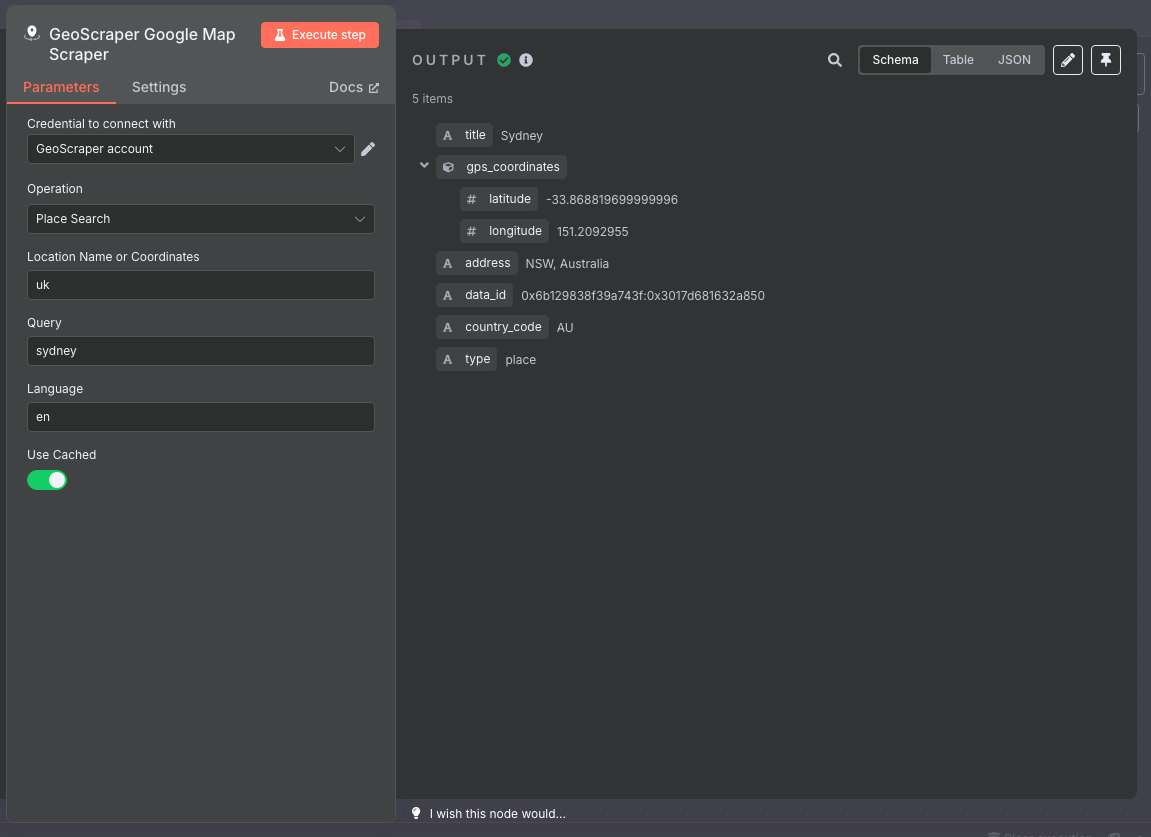 GeoScraper Google Map
Scraper
Execute step
Parameters
Settings
Docs
Credential to connect with
GeoScraper account
Operation
Place Search
Location Name or Coordinates
uk
Query
sydney
Language
en
Use Cached
OUTPUT
Schema
Table
JSON
5 items
A title Sydney
gps_coordinates
# latitude -33.868819699999996
# longitude 151.2092955
A address NSW, Australia
A data_id 0x6b129838f39a743f:0x3017d681632a850
A country_code AU
A type place
I wish this node would...